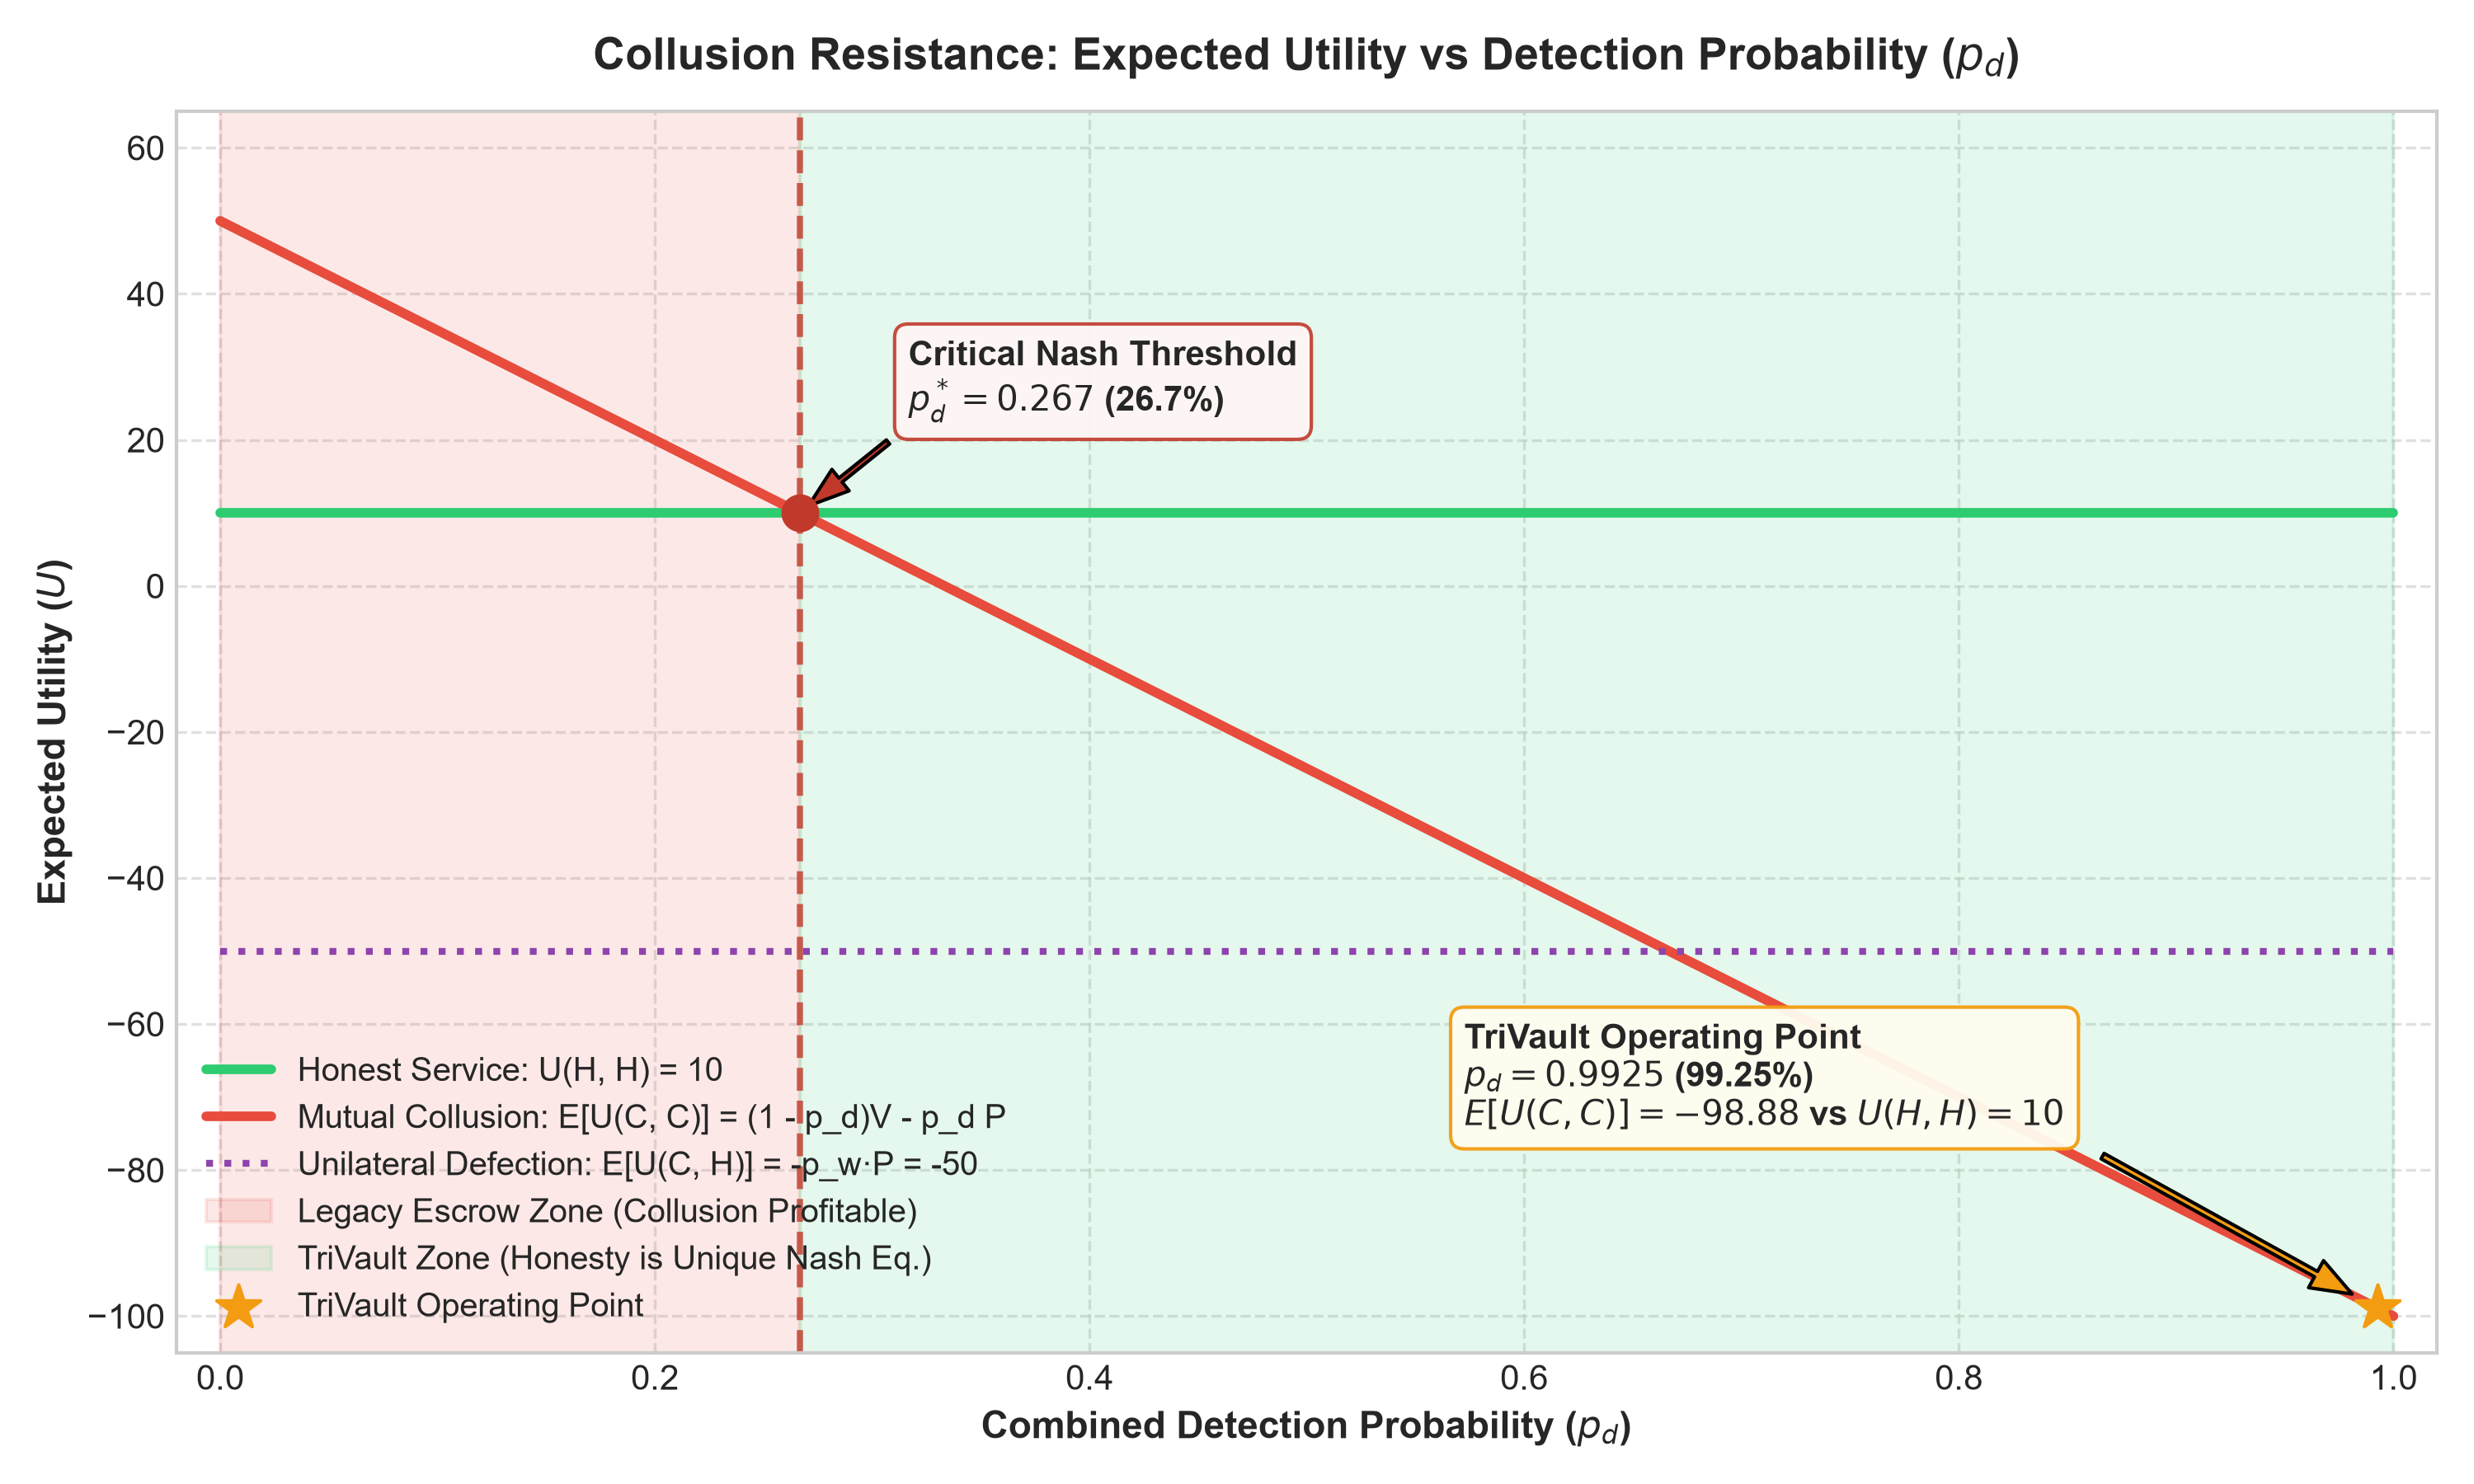 Collusion Resistance: Expected Utility vs Detection Probability (p_d)
60
40
20
0
−20
−40
−60
−80
−100
Expected Utility (U)
Critical Nash Threshold
p_d^* = 0.267 (26.7%)
TriVault Operating Point
p_d = 0.9925 (99.25%)
E[U(C, C)] = −98.88 vs U(H, H) = 10
Honest Service: U(H, H) = 10
Mutual Collusion: E[U(C, C)] = (1 - p_d)V - p_d P
Unilateral Defection: E[U(C, H)] = -p_w·P = -50
Legacy Escrow Zone (Collusion Profitable)
TriVault Zone (Honesty is Unique Nash Eq.)
TriVault Operating Point
0.0 0.2 0.4 0.6 0.8 1.0
Combined Detection Probability (p_d)